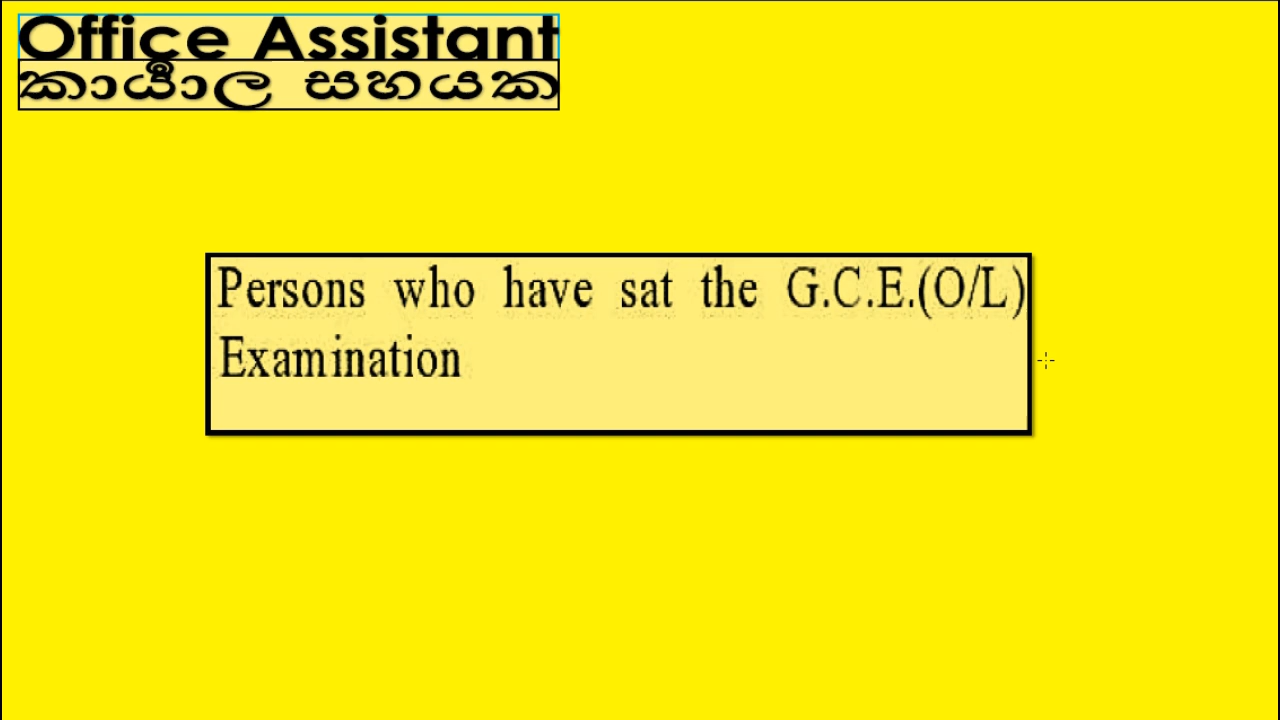 Office Assistant
කාර්‍යාල සහයක
Persons who have sat the G.C.E.(O/L)
Examination